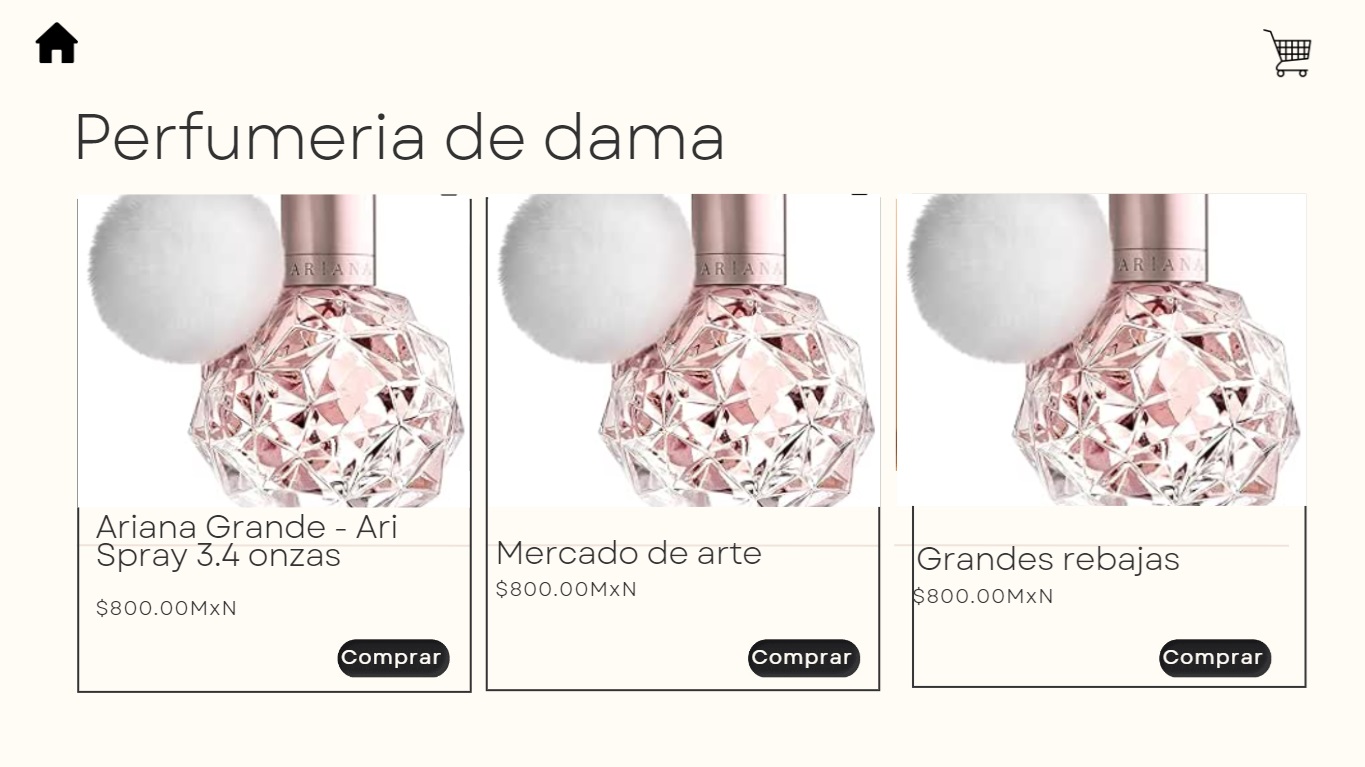 Perfumeria de dama
ARIANA
ARIANA
ARIANA
Ariana Grande - Ari
Spray 3.4 onzas
$800.00MxN
Comprar
Mercado de arte
$800.00MxN
Comprar
Grandes rebajas
$800.00MxN
Comprar